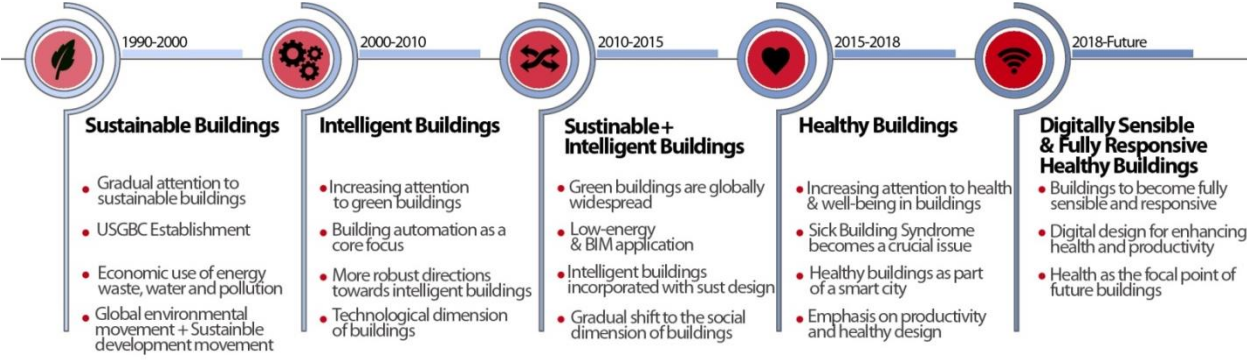 1990-2000
Sustainable Buildings
Gradual attention to
sustainable buildings
USGBC Establishment
Economic use of energy
waste, water and pollution
Global environmental
movement + Sustainble
development movement
2000-2010
Intelligent Buildings
Increasing attention
to green buildings
Building automation as a
core focus
More robust directions
towards intelligent buildings
Technological dimension
of buildings
2010-2015
Sustinable+
Intelligent Buildings
Green buildings are globally
widespread
Low-energy
& BIM application
Intelligent buildings
incorporated with sust design
Gradual shift to the social
dimension of buildings
2015-2018
Healthy Buildings
Increasing attention to health
& well-being in buildings
Sick Building Syndrome
becomes a crucial issue
Healthy buildings as part
of a smart city
Emphasis on productivity
and healthy design
2018-Future
Digitally Sensible
& Fully Responsive
Healthy Buildings
Buildings to become fully
sensible and responsive
Digital design for enhancing
health and productivity
Health as the focal point of
future buildings